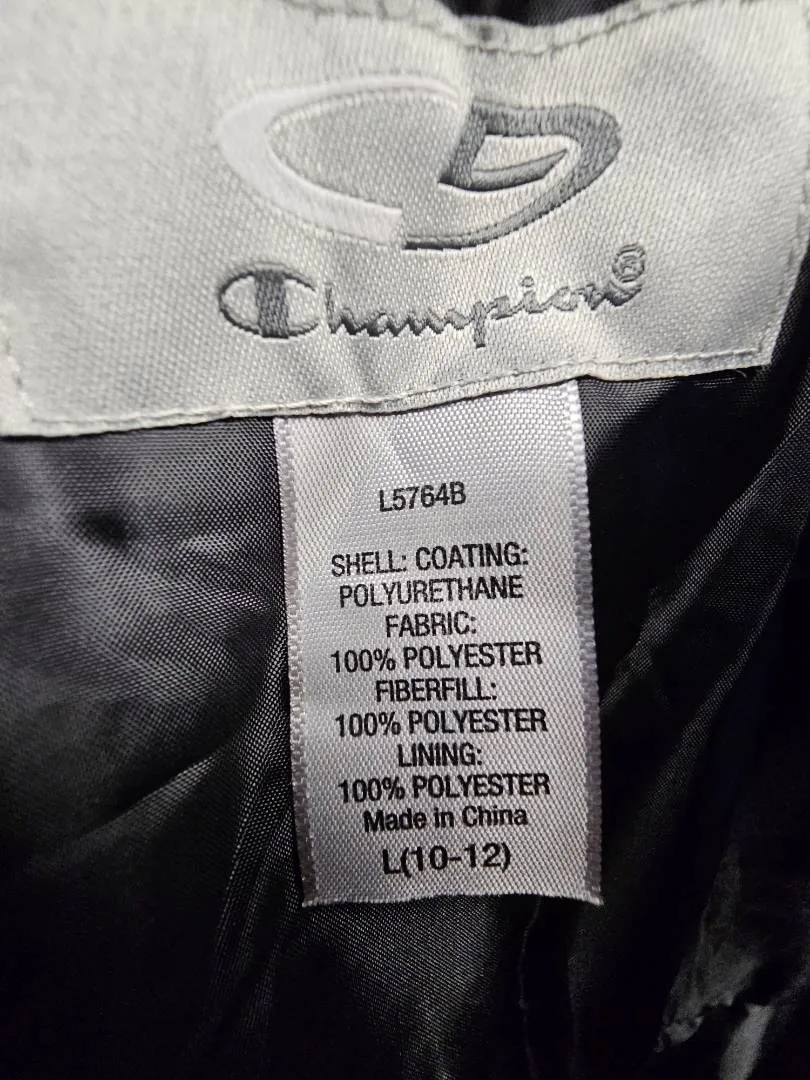 Champion®
L5764B
SHELL: COATING:
POLYURETHANE
FABRIC:
100% POLYESTER
FIBERFILL:
100% POLYESTER
LINING:
100% POLYESTER
Made in China
L(10-12)